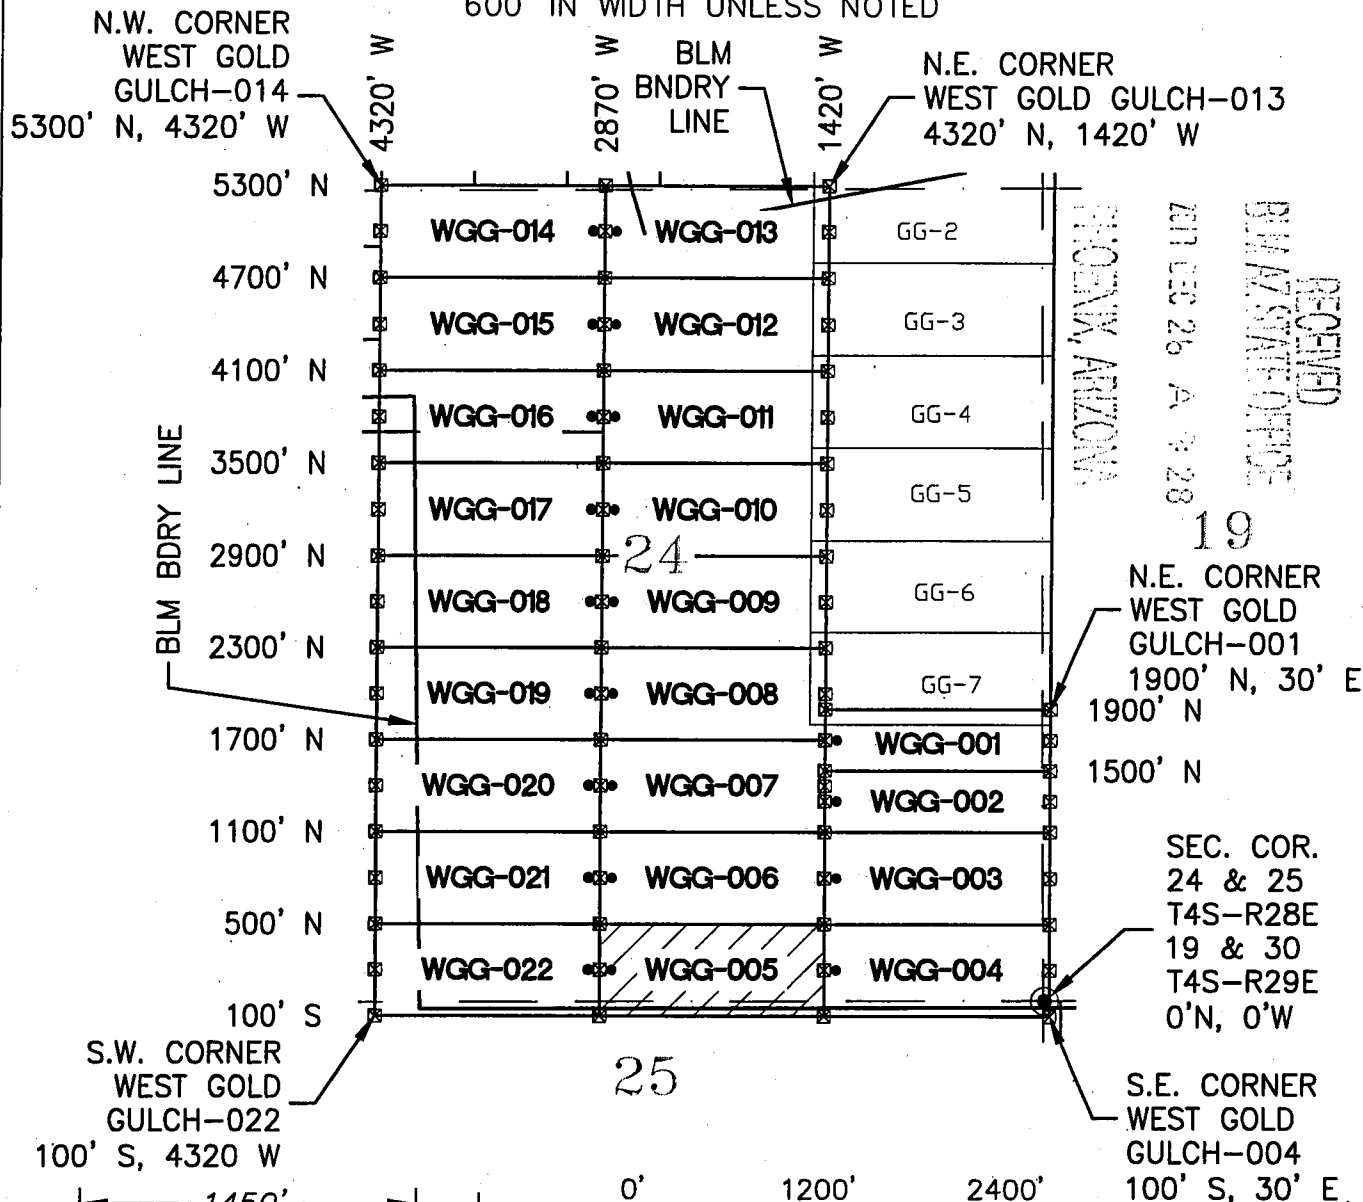 600' IN WIDTH UNLESS NOTED
N.W. CORNER
WEST GOLD
GULCH-014
5300' N, 4320' W
4320' W
2870' W
1420' W
BLM
BNDRY
LINE
N.E. CORNER
WEST GOLD GULCH-013
4320' N, 1420' W
5300' N
4700' N
4100' N
3500' N
2900' N
2300' N
1700' N
1100' N
500' N
100' S
BLM BDRY LINE
WGG-014
WGG-013
GG-2
WGG-015
WGG-012
GG-3
WGG-016
WGG-011
GG-4
WGG-017
WGG-010
GG-5
24
WGG-018
WGG-009
GG-6
WGG-019
WGG-008
GG-7
WGG-001
WGG-020
WGG-007
WGG-002
WGG-021
WGG-006
WGG-003
WGG-022
WGG-005
WGG-004
RECEIVED
BLM AZ STATE OFFICE
PHOENIX, ARIZONA
19
N.E. CORNER
WEST GOLD
GULCH-001
1900' N, 30' E
1900' N
1500' N
SEC. COR.
24 & 25
T4S-R28E
19 & 30
T4S-R29E
0'N, 0'W
S.W. CORNER
WEST GOLD
GULCH-022
100' S, 4320 W
25
S.E. CORNER
WEST GOLD
GULCH-004
100' S, 30' E
1450'
0'
1200'
2400'